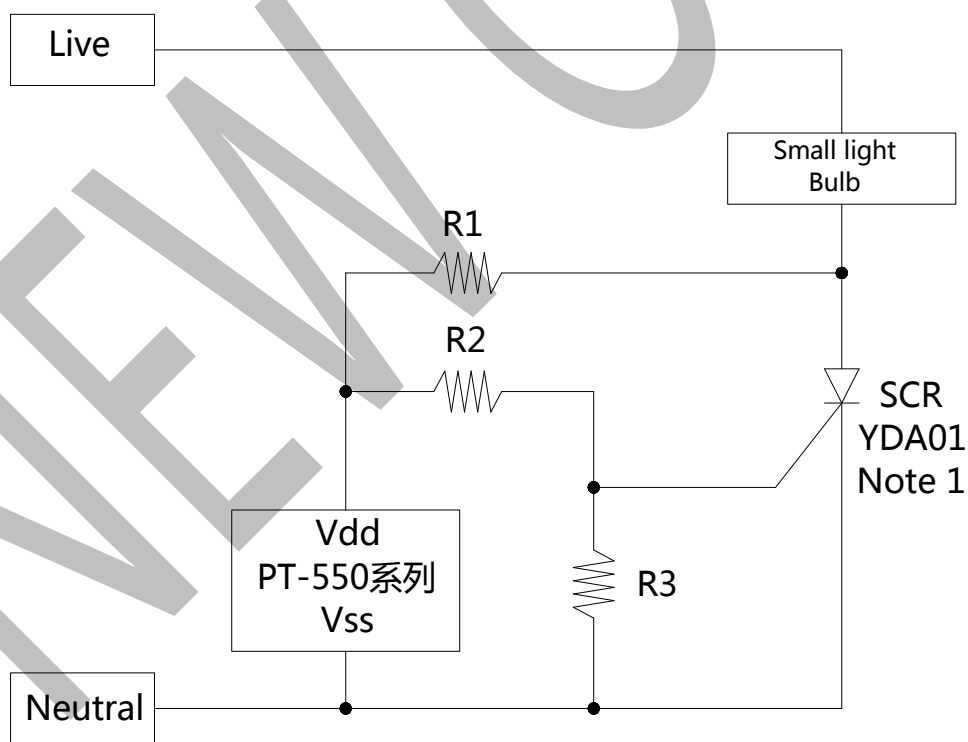 Live
Small light
Bulb
R1
R2
SCR
YDA01
Note 1
Vdd
PT-550系列
Vss
R3
Neutral
NEW